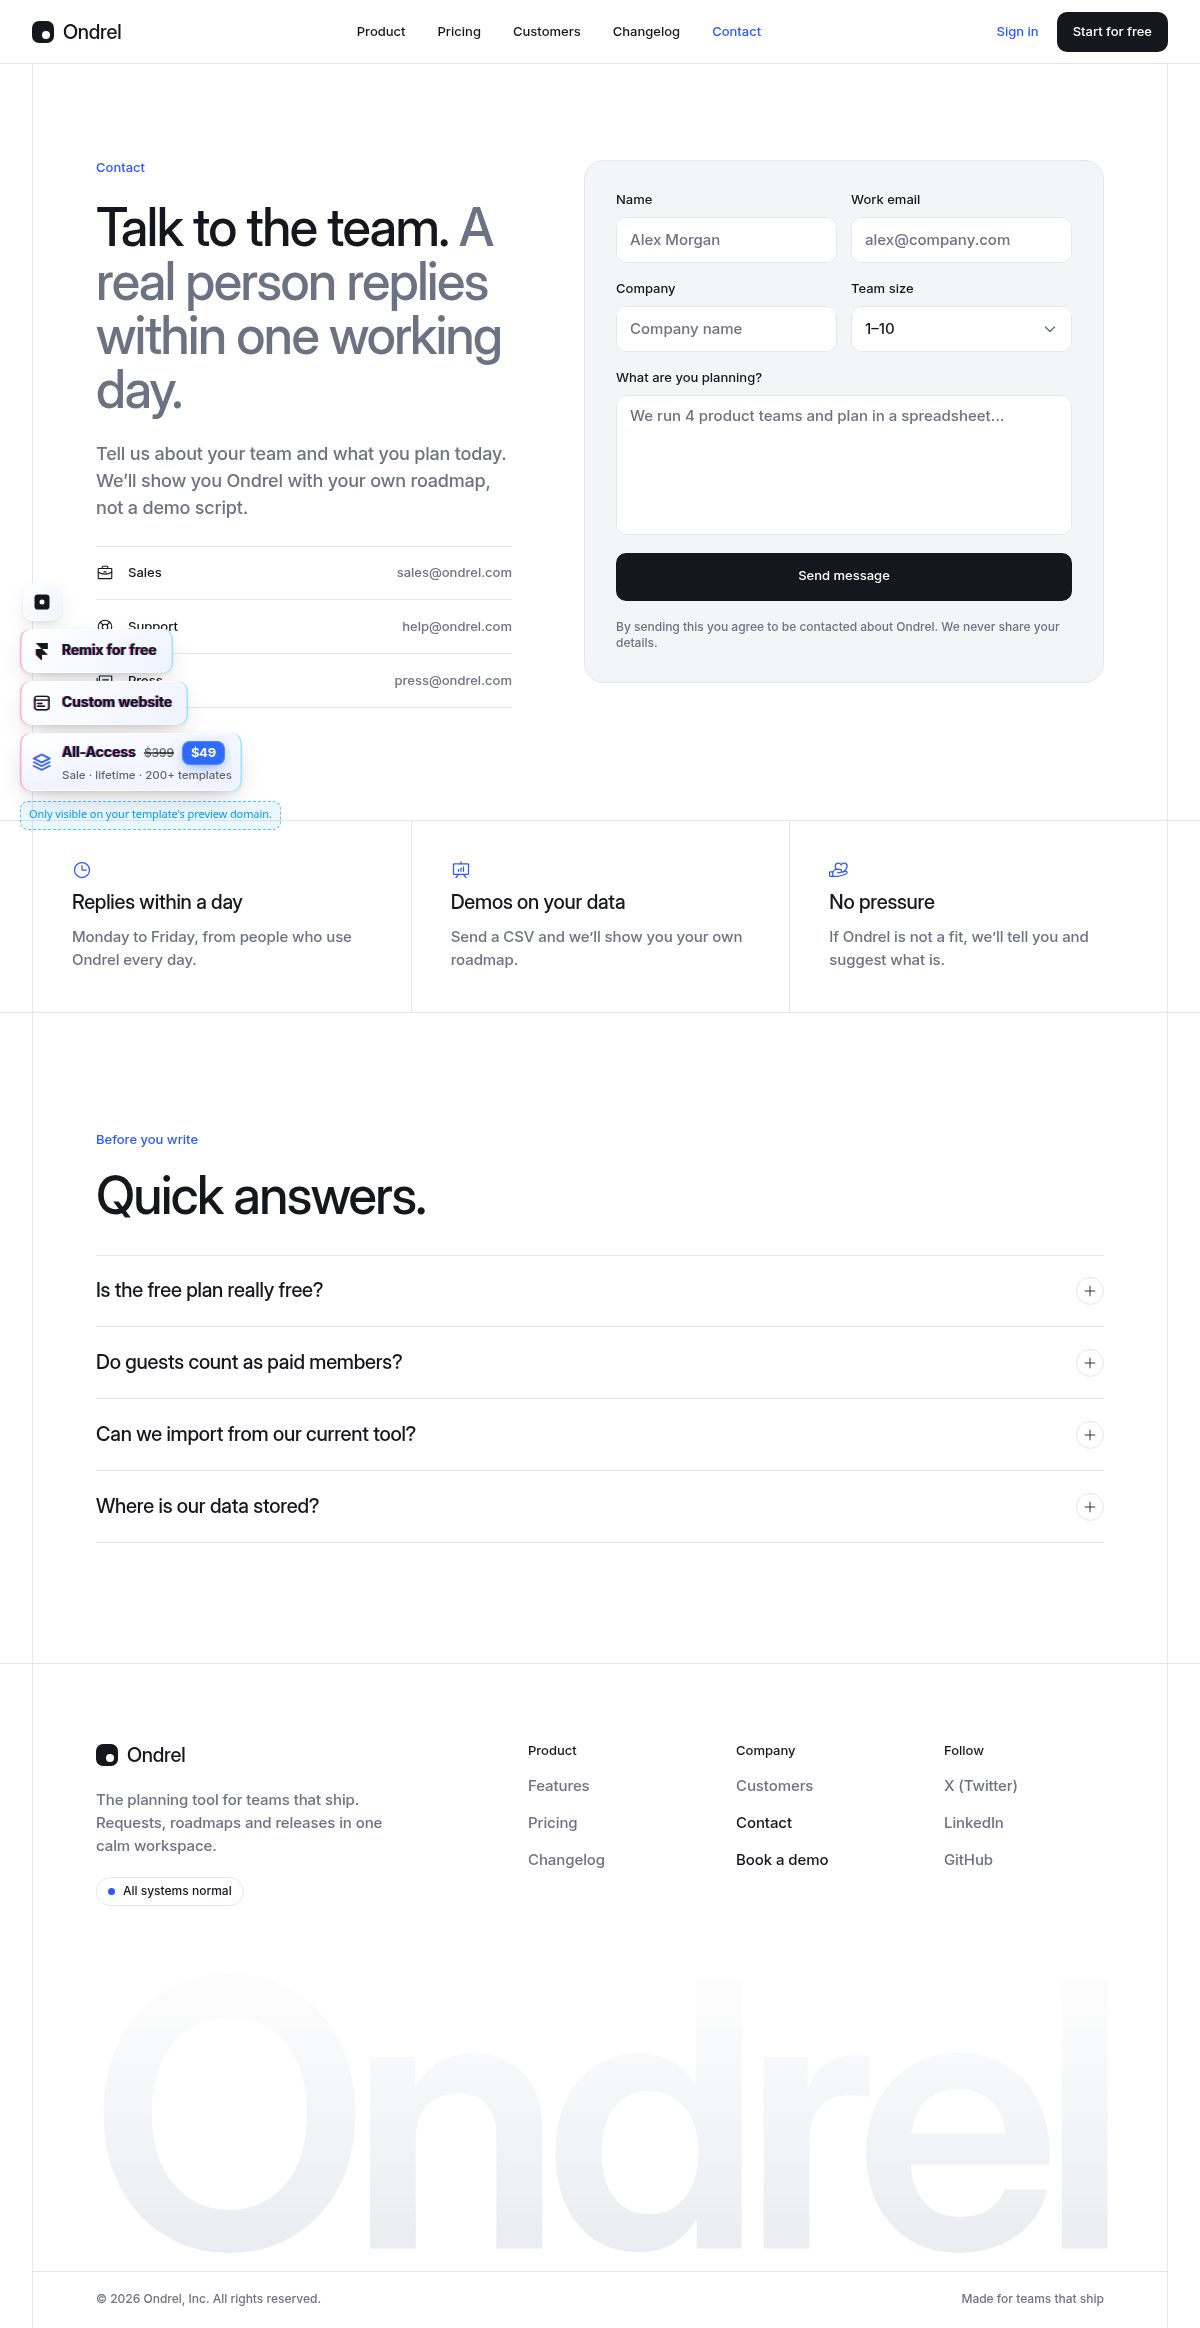 Ondrel
Product
Pricing
Customers
Changelog
Contact
Sign in
Start for free
Contact
Talk to the team. A
real person replies
within one working
day.
Tell us about your team and what you plan today.
We’ll show you Ondrel with your own roadmap,
not a demo script.
Sales
sales@ondrel.com
Support
help@ondrel.com
Press
press@ondrel.com
Name
Work email
Alex Morgan
alex@company.com
Company
Team size
Company name
1–10
What are you planning?
We run 4 product teams and plan in a spreadsheet…
Send message
By sending this you agree to be contacted about Ondrel. We never share your
details.
Remix for free
Custom website
All-Access $399 $49
Sale · lifetime · 200+ templates
Only visible on your template's preview domain.
Replies within a day
Monday to Friday, from people who use
Ondrel every day.
Demos on your data
Send a CSV and we’ll show you your own
roadmap.
No pressure
If Ondrel is not a fit, we’ll tell you and
suggest what is.
Before you write
Quick answers.
Is the free plan really free?
Do guests count as paid members?
Can we import from our current tool?
Where is our data stored?
Ondrel
The planning tool for teams that ship.
Requests, roadmaps and releases in one
calm workspace.
All systems normal
Product
Features
Pricing
Changelog
Company
Customers
Contact
Book a demo
Follow
X (Twitter)
LinkedIn
GitHub
Ondrel
© 2026 Ondrel, Inc. All rights reserved.
Made for teams that ship